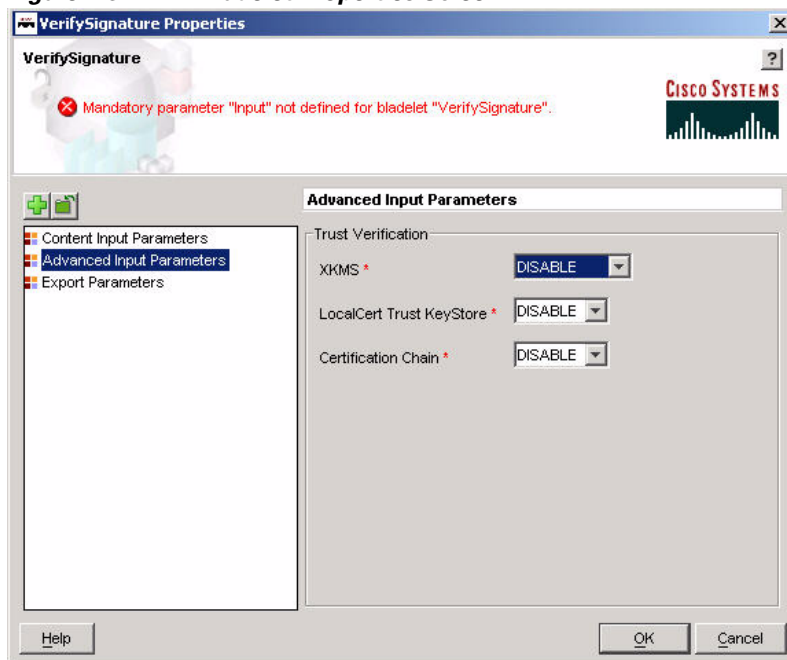 VerifySignature Properties
VerifySignature
?
Mandatory parameter "Input" not defined for bladelet "VerifySignature".
CISCO SYSTEMS
Advanced Input Parameters
Content Input Parameters
Advanced Input Parameters
Export Parameters
Trust Verification
XKMS * DISABLE
LocalCert Trust KeyStore * DISABLE
Certification Chain * DISABLE
Help
OK
Cancel